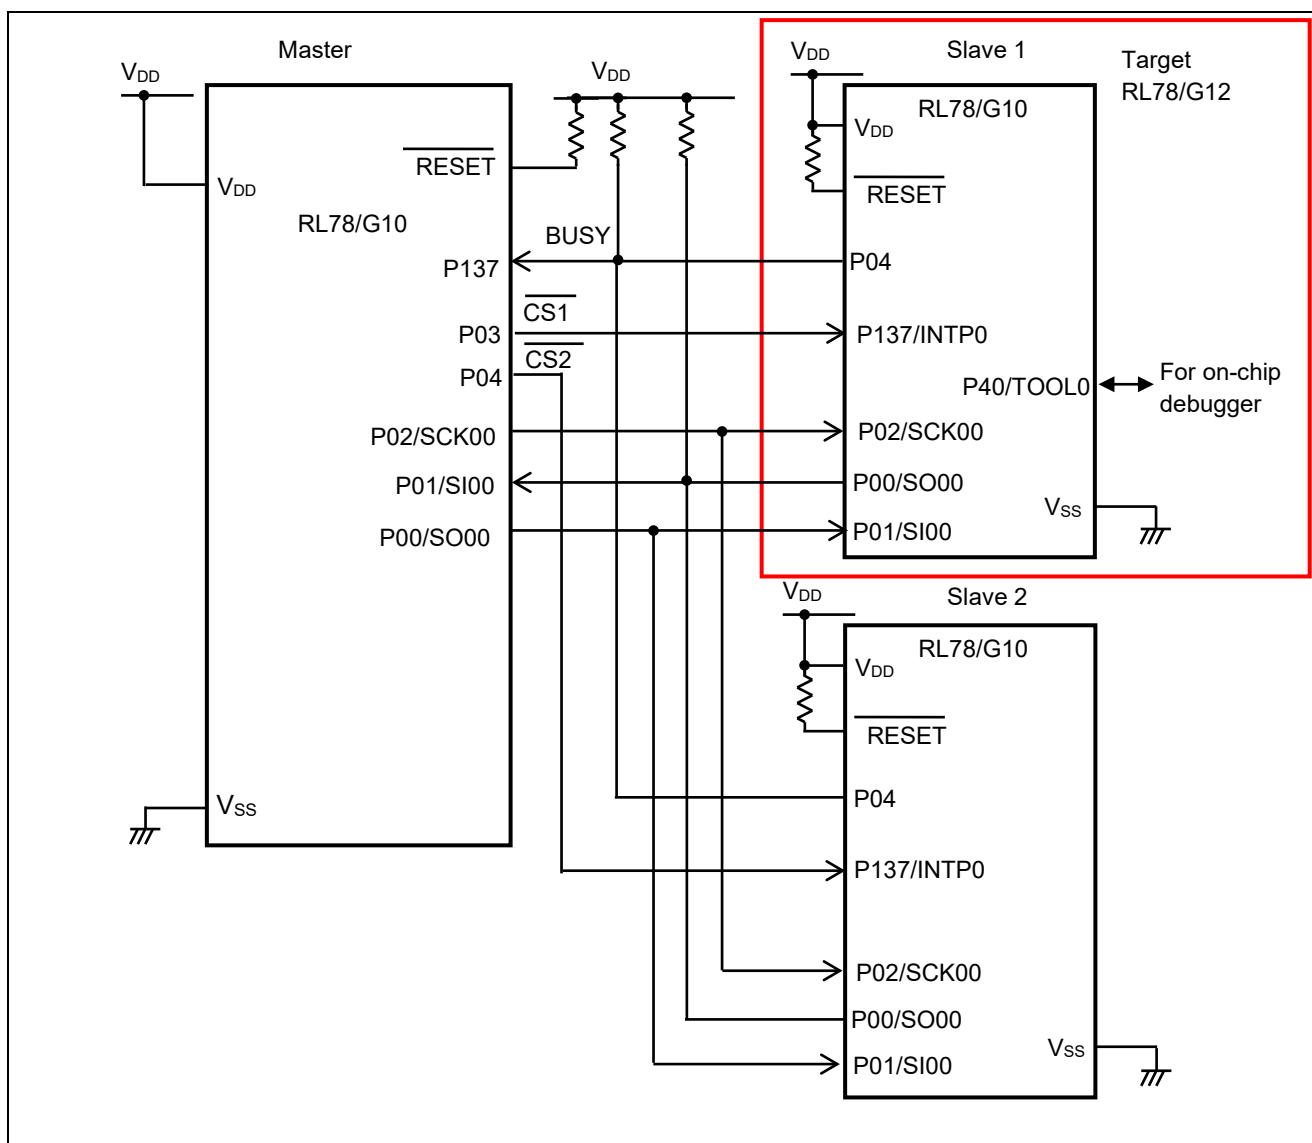 Master
VDD
VDD
RESET
VDD
RL78/G10
BUSY
P137
CS1
P03
CS2
P04
P02/SCK00
P01/SI00
P00/SO00
VSS
VDD
Slave 1
Target
RL78/G12
RL78/G10
VDD
RESET
P04
P137/INTP0
P40/TOOL0
For on-chip
debugger
P02/SCK00
P00/SO00
VSS
P01/SI00
VDD
Slave 2
RL78/G10
VDD
RESET
P04
P137/INTP0
P02/SCK00
P00/SO00
VSS
P01/SI00